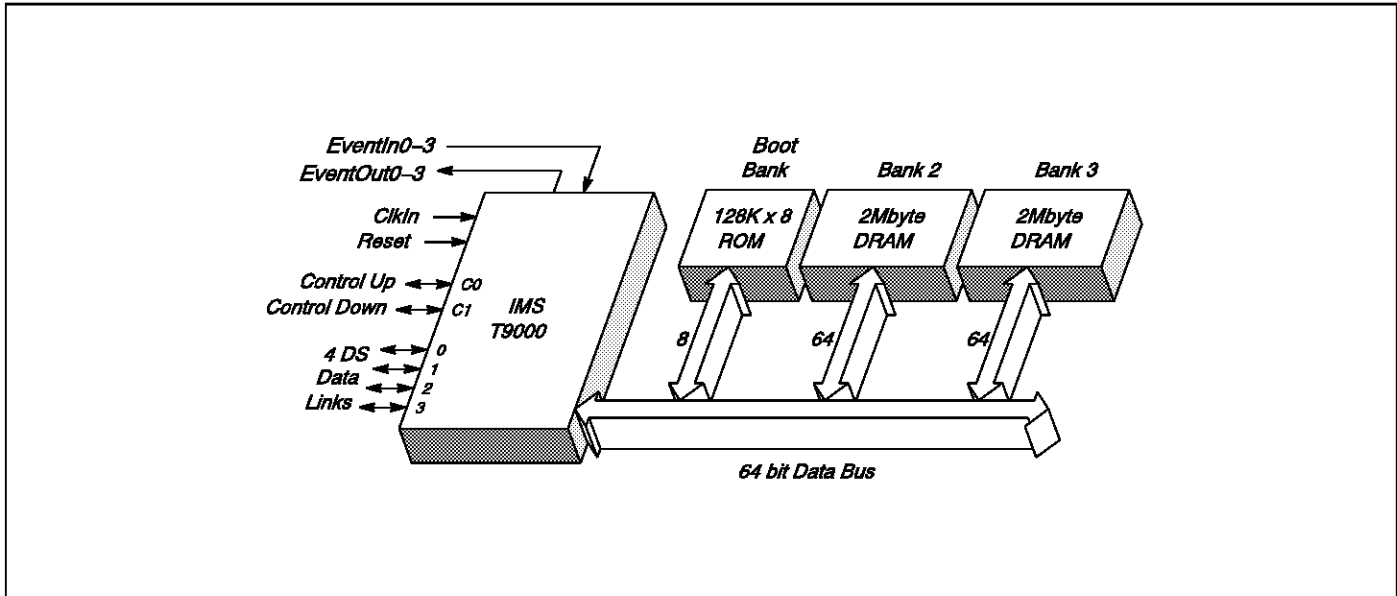 EventIn0–3
EventOut0–3
ClkIn
Reset
Control Up
Control Down
4 DS
Data
Links
C0
C1
0
1
2
3
IMS
T9000
Boot
Bank
Bank 2
Bank 3
128K x 8
ROM
2Mbyte
DRAM
2Mbyte
DRAM
8
64
64
64 bit Data Bus